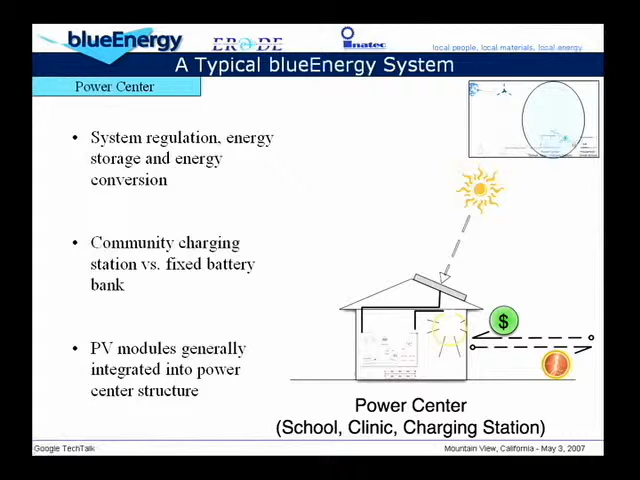 blueEnergy
ERODE
inatec
local people, local materials, local energy
A Typical blueEnergy System
Power Center
• System regulation, energy
storage and energy
conversion
• Community charging
station vs. fixed battery
bank
• PV modules generally
integrated into power
center structure
$
Power Center
(School, Clinic, Charging Station)
Google TechTalk
Mountain View, California - May 3, 2007